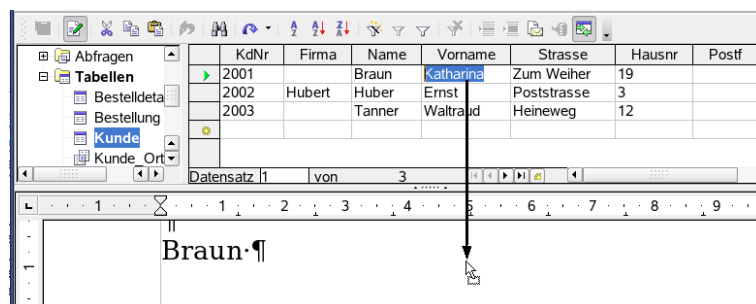 Abfragen
Tabellen
Bestelldeta
Bestellung
Kunde
Kunde_Ort
KdNr Firma Name Vorname Strasse Hausnr Postf
2001 Braun Katharina Zum Weiher 19
2002 Hubert Huber Ernst Poststrasse 3
2003 Tanner Waltraud Heineweg 12
Datensatz 1 von 3
1 1 2 3 4 5 6 7 8 9
Braun·¶